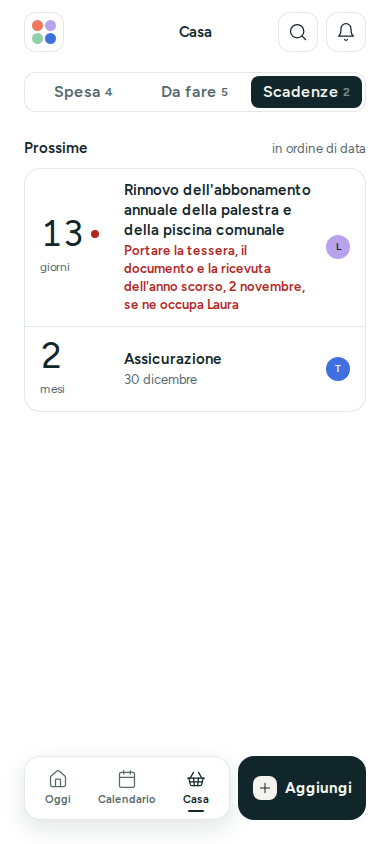 Casa
Spesa 4
Da fare 5
Scadenze 2
Prossime
in ordine di data
13
giorni
Rinnovo dell'abbonamento
annuale della palestra e
della piscina comunale
Portare la tessera, il
documento e la ricevuta
dell'anno scorso, 2 novembre,
se ne occupa Laura
L
2
mesi
Assicurazione
30 dicembre
T
Oggi
Calendario
Casa
Aggiungi